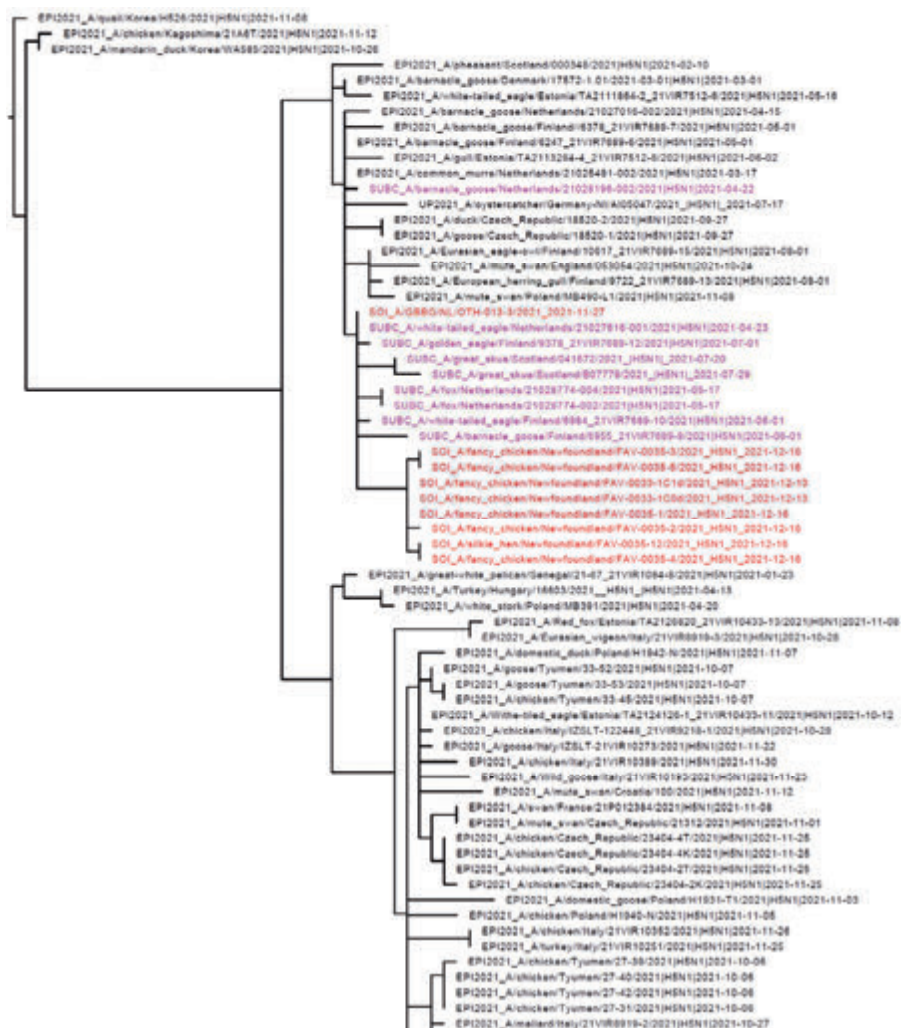 EPI2021_A/quail/Korea/H526/2021|H5N1|2021-11-08
EPI2021_A/chicken/Kagoshima/21A6T/2021|H5N1|2021-11-12
EPI2021_A/mandarin_duck/Korea/WA585/2021|H5N1|2021-10-26
EPI2021_A/pheasant/Scotland/000348/2021|H5N1|2021-02-10
EPI2021_A/barnacle_goose/Denmark/17572-1.01/2021-03-01|H5N1|2021-03-01
EPI2021_A/white-tailed_eagle/Estonia/TA2111864-2_21VIR7512-6/2021|H5N1|2021-05-18
EPI2021_A/barnacle_goose/Netherlands/21027016-002/2021|H5N1|2021-04-15
EPI2021_A/barnacle_goose/Finland/6378_21VIR7689-7/2021|H5N1|2021-05-01
EPI2021_A/barnacle_goose/Finland/6247_21VIR7689-6/2021|H5N1|2021-05-01
EPI2021_A/gull/Estonia/TA2113264-4_21VIR7512-8/2021|H5N1|2021-06-02
EPI2021_A/common_murre/Netherlands/21025481-002/2021|H5N1|2021-03-17
SUBC_A/barnacle_goose/Netherlands/21028196-002/2021|H5N1|2021-04-22
UP2021_A/oystercatcher/Germany-NI/AI05047/2021_|H5N1|_2021-07-17
EPI2021_A/duck/Czech_Republic/18520-2/2021|H5N1|2021-09-27
EPI2021_A/goose/Czech_Republic/18520-1/2021|H5N1|2021-09-27
EPI2021_A/Eurasian_eagle-owl/Finland/10617_21VIR7689-15/2021|H5N1|2021-09-01
EPI2021_A/mute_swan/England/053054/2021|H5N1|2021-10-24
EPI2021_A/European_herring_gull/Finland/9722_21VIR7689-13/2021|H5N1|2021-08-01
EPI2021_A/mute_swan/Poland/MB490-L1/2021|H5N1|2021-11-08
SOI_A/GBBG/NL/OTH-013-3/2021_2021-11-27
SUBC_A/white-tailed_eagle/Netherlands/21027816-001/2021|H5N1|2021-04-23
SUBC_A/golden_eagle/Finland/9378_21VIR7689-12/2021|H5N1|2021-07-01
SUBC_A/great_skua/Scotland/041672/2021_|H5N1|_2021-07-20
SUBC_A/great_skua/Scotland/B07779/2021_|H5N1|_2021-07-29
SUBC_A/fox/Netherlands/21028774-004/2021|H5N1|2021-05-17
SUBC_A/fox/Netherlands/21028774-002/2021|H5N1|2021-05-17
SUBC_A/white-tailed_eagle/Finland/6984_21VIR7689-10/2021|H5N1|2021-06-01
SUBC_A/barnacle_goose/Finland/6955_21VIR7689-9/2021|H5N1|2021-06-01
SOI_A/fancy_chicken/Newfoundland/FAV-0035-3/2021_H5N1_2021-12-16
SOI_A/fancy_chicken/Newfoundland/FAV-0035-5/2021_H5N1_2021-12-16
SOI_A/fancy_chicken/Newfoundland/FAV-0033-1C1d/2021_H5N1_2021-12-13
SOI_A/fancy_chicken/Newfoundland/FAV-0033-1C0d/2021_H5N1_2021-12-13
SOI_A/fancy_chicken/Newfoundland/FAV-0035-1/2021_H5N1_2021-12-16
SOI_A/fancy_chicken/Newfoundland/FAV-0035-2/2021_H5N1_2021-12-16
SOI_A/silkie_hen/Newfoundland/FAV-0035-12/2021_H5N1_2021-12-16
SOI_A/fancy_chicken/Newfoundland/FAV-0035-4/2021_H5N1_2021-12-16
EPI2021_A/great-white_pelican/Senegal/21-67_21VIR1084-8/2021|H5N1|2021-01-23
EPI2021_A/Turkey/Hungary/16603/2021__H5N1_|H5N1|2021-04-13
EPI2021_A/white_stork/Poland/MB391/2021|H5N1|2021-04-20
EPI2021_A/Red_fox/Estonia/TA2126820_21VIR10433-13/2021|H5N1|2021-11-08
EPI2021_A/Eurasian_wigeon/Italy/21VIR8919-3/2021|H5N1|2021-10-28
EPI2021_A/domestic_duck/Poland/H1842-N/2021|H5N1|2021-11-07
EPI2021_A/goose/Tyumen/33-52/2021|H5N1|2021-10-07
EPI2021_A/goose/Tyumen/33-53/2021|H5N1|2021-10-07
EPI2021_A/chicken/Tyumen/33-45/2021|H5N1|2021-10-07
EPI2021_A/Withe-tiled_eagle/Estonia/TA2124126-1_21VIR10433-11/2021|H5N1|2021-10-12
EPI2021_A/chicken/Italy/IZSLT-122448_21VIR9218-1/2021|H5N1|2021-10-28
EPI2021_A/goose/Italy/IZSLT-21VIR10273/2021|H5N1|2021-11-22
EPI2021_A/chicken/Italy/21VIR10389/2021|H5N1|2021-11-30
EPI2021_A/Wild_goose/Italy/21VIR10193/2021|H5N1|2021-11-23
EPI2021_A/mute_swan/Croatia/100/2021|H5N1|2021-11-12
EPI2021_A/swan/France/21P012384/2021|H5N1|2021-11-08
EPI2021_A/mute_swan/Czech_Republic/21312/2021|H5N1|2021-11-01
EPI2021_A/chicken/Czech_Republic/23404-4T/2021|H5N1|2021-11-25
EPI2021_A/chicken/Czech_Republic/23404-4K/2021|H5N1|2021-11-25
EPI2021_A/chicken/Czech_Republic/23404-2T/2021|H5N1|2021-11-25
EPI2021_A/chicken/Czech_Republic/23404-2K/2021|H5N1|2021-11-25
EPI2021_A/domestic_goose/Poland/H1931-T1/2021|H5N1|2021-11-03
EPI2021_A/chicken/Poland/H1940-N/2021|H5N1|2021-11-05
EPI2021_A/chicken/Italy/21VIR10352/2021|H5N1|2021-11-26
EPI2021_A/turkey/Italy/21VIR10251/2021|H5N1|2021-11-25
EPI2021_A/chicken/Tyumen/27-39/2021|H5N1|2021-10-06
EPI2021_A/chicken/Tyumen/27-40/2021|H5N1|2021-10-06
EPI2021_A/chicken/Tyumen/27-42/2021|H5N1|2021-10-06
EPI2021_A/chicken/Tyumen/27-31/2021|H5N1|2021-10-06
EPI2021_A/mallard/Italy/21VIR8919-2/2021|H5N1|2021-10-27